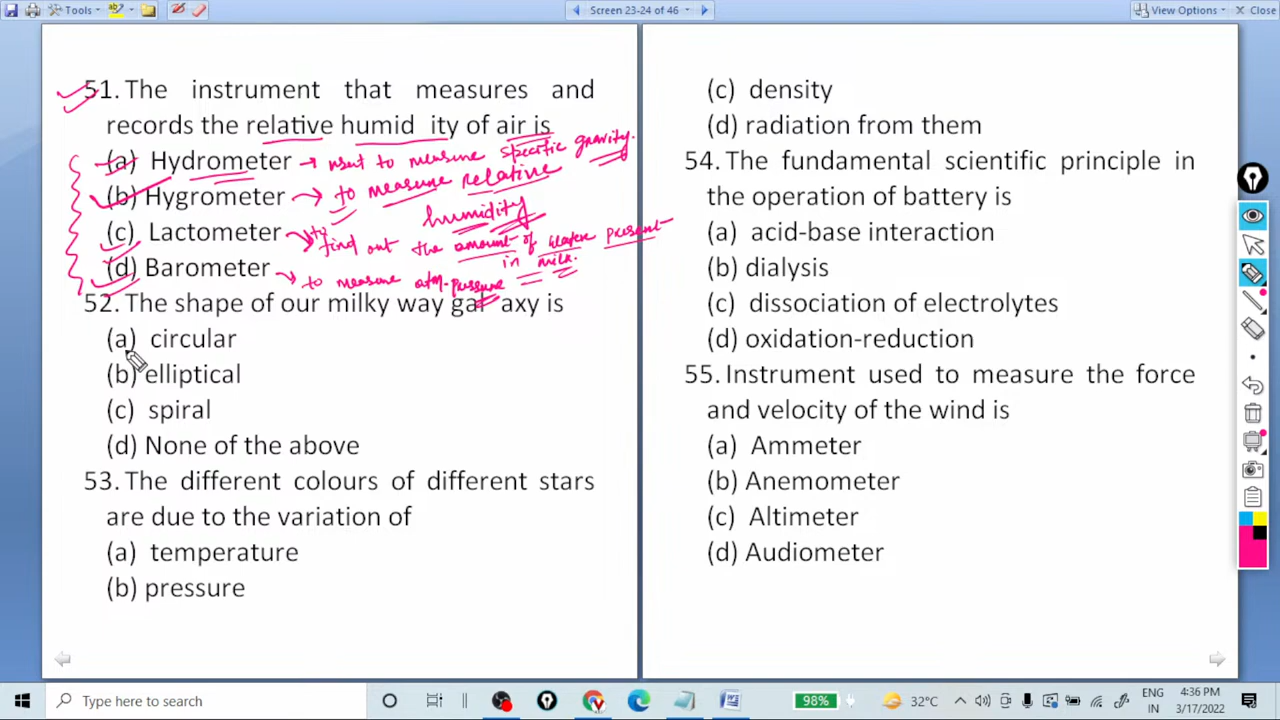 Tools
Screen 23-24 of 46
View Options
Close
51. The instrument that measures and
records the relative humid ity of air is
(a) Hydrometer → used to measure specific gravity.
(b) Hygrometer → to measure relative
humidity
(c) Lactometer → to find out the amount of water present
in milk.
(d) Barometer → to measure atm. pressure
52. The shape of our milky way gal axy is
(a) circular
(b) elliptical
(c) spiral
(d) None of the above
53. The different colours of different stars
are due to the variation of
(a) temperature
(b) pressure
(c) density
(d) radiation from them
54. The fundamental scientific principle in
the operation of battery is
(a) acid-base interaction
(b) dialysis
(c) dissociation of electrolytes
(d) oxidation-reduction
55. Instrument used to measure the force
and velocity of the wind is
(a) Ammeter
(b) Anemometer
(c) Altimeter
(d) Audiometer
Type here to search
98%
32°C
ENG
IN
4:36 PM
3/17/2022